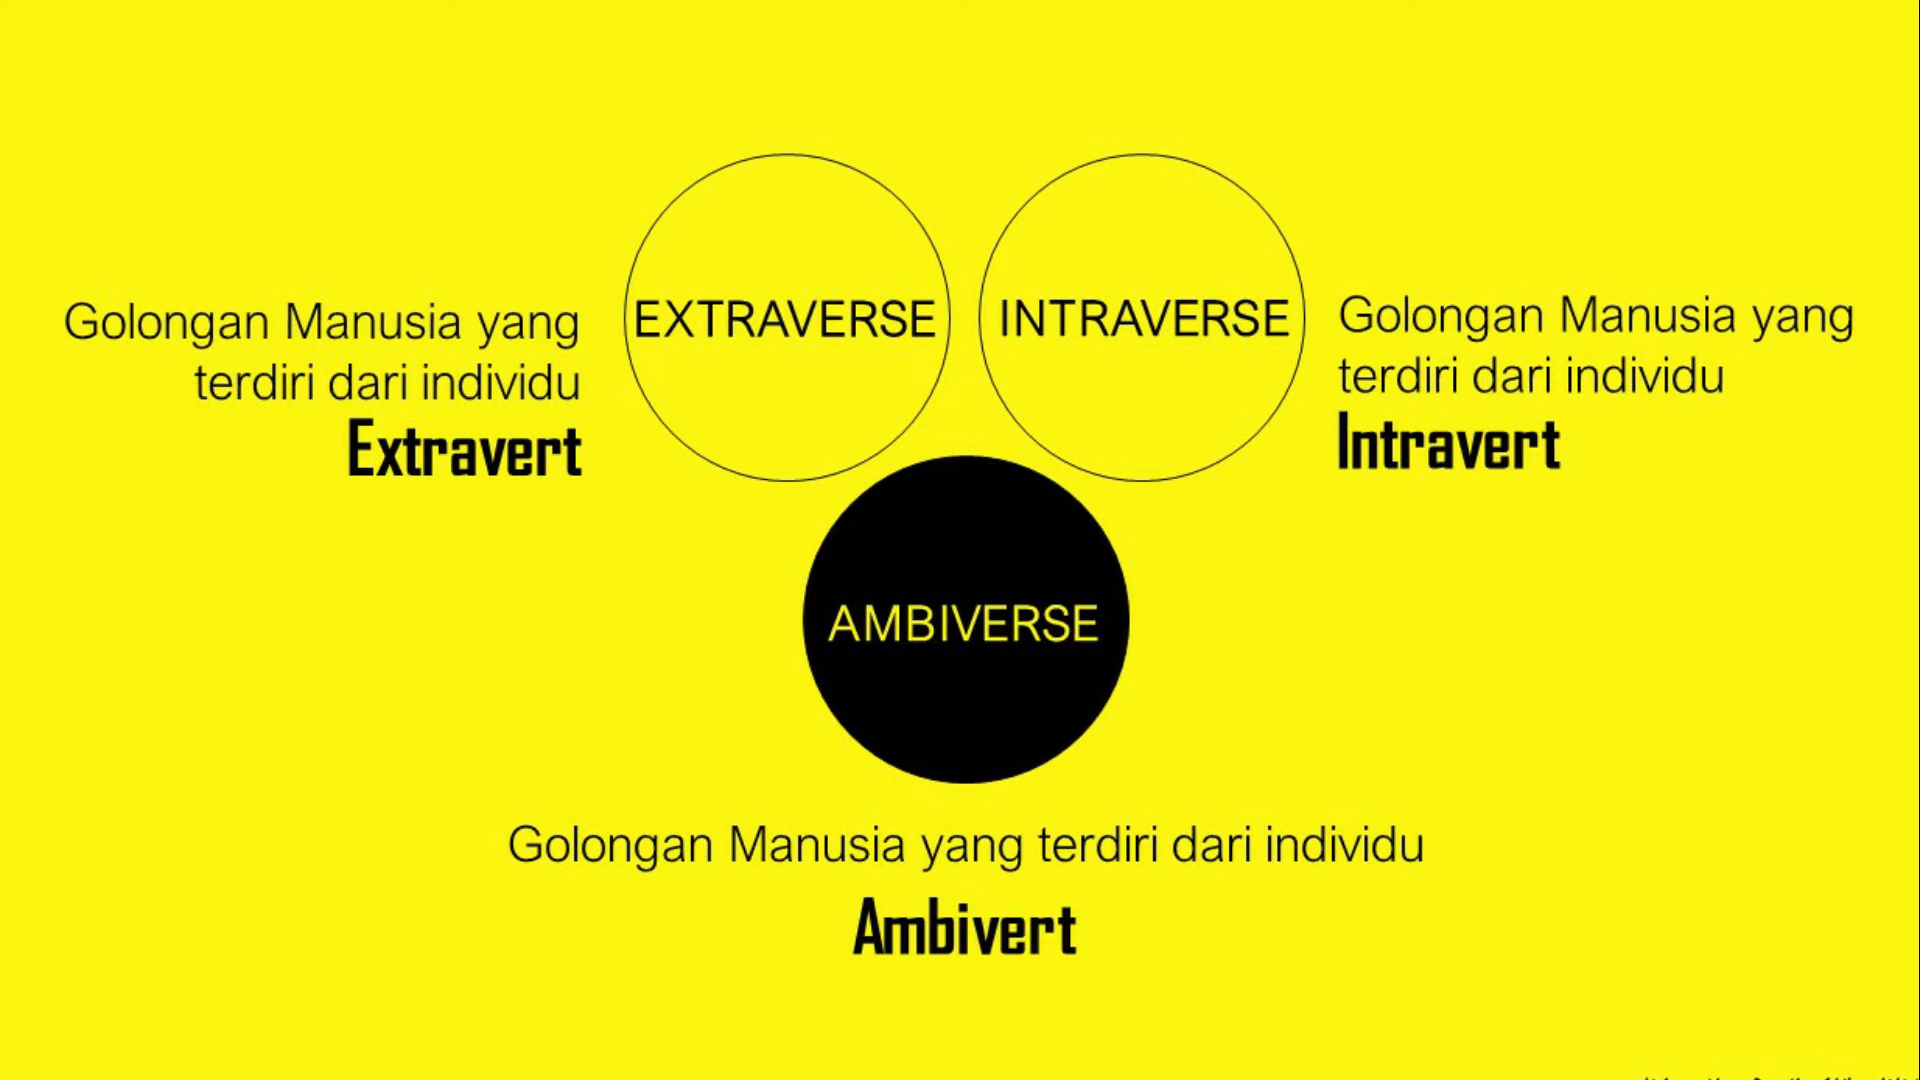 EXTRAVERSE
INTRAVERSE
Golongan Manusia yang
terdiri dari individu
Extravert
Golongan Manusia yang
terdiri dari individu
Intravert
AMBIVERSE
Golongan Manusia yang terdiri dari individu
Ambivert